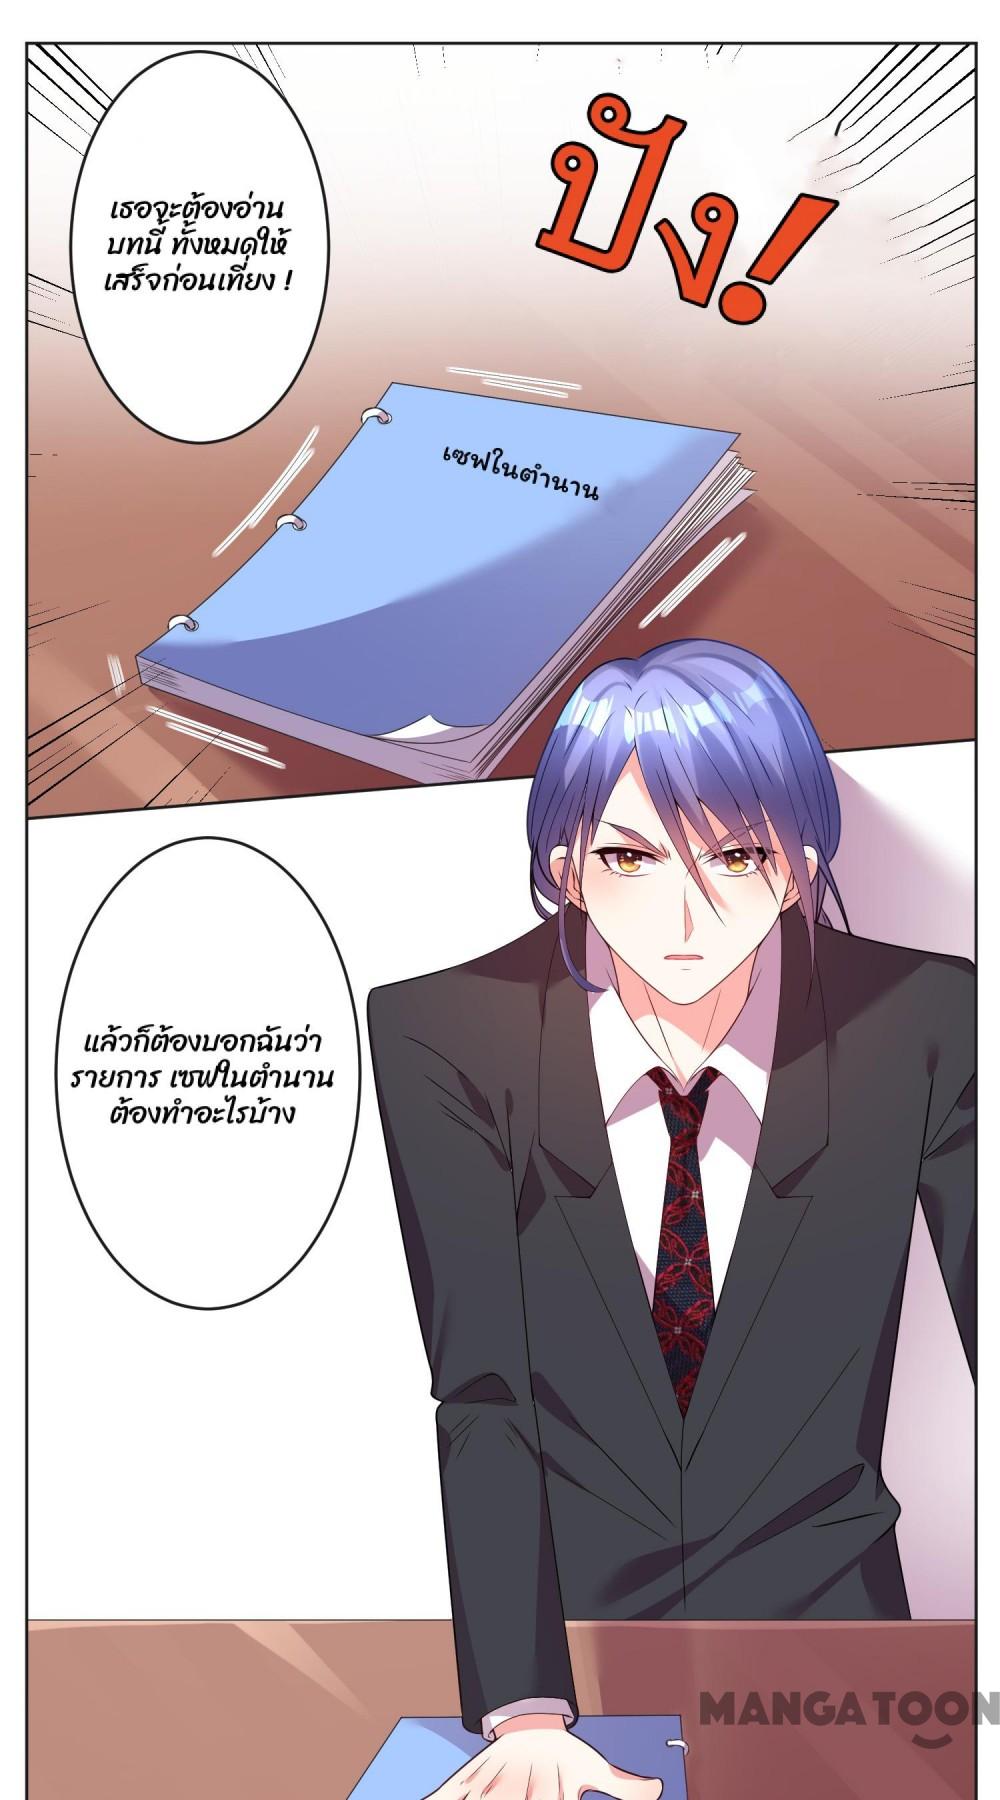 ปัง!
เธอจะต้องอ่าน
บทนี้ ทั้งหมดให้
เสร็จก่อนเที่ยง !
เซฟในตำนาน
แล้วก็ต้องบอกฉันว่า
รายการ เซฟในตำนาน
ต้องทำอะไรบ้าง
MANGATOON